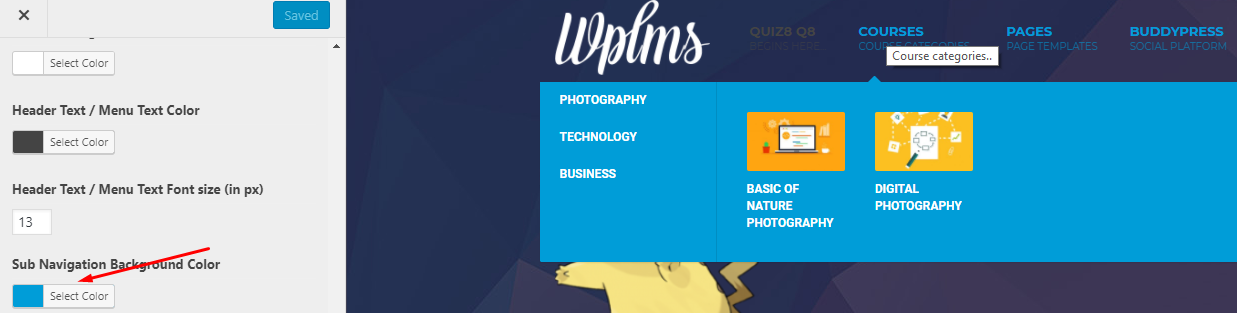 Saved
Select Color
Header Text / Menu Text Color
Select Color
Header Text / Menu Text Font size (in px)
13
Sub Navigation Background Color
Select Color
Wplms
QUIZ8 Q8
BEGINS HERE..
COURSES
COURSE CATEGORIES..
Course categories..
PAGES
PAGE TEMPLATES
BUDDYPRESS
SOCIAL PLATFORM
PHOTOGRAPHY
TECHNOLOGY
BUSINESS
BASIC OF
NATURE
PHOTOGRAPHY
DIGITAL
PHOTOGRAPHY